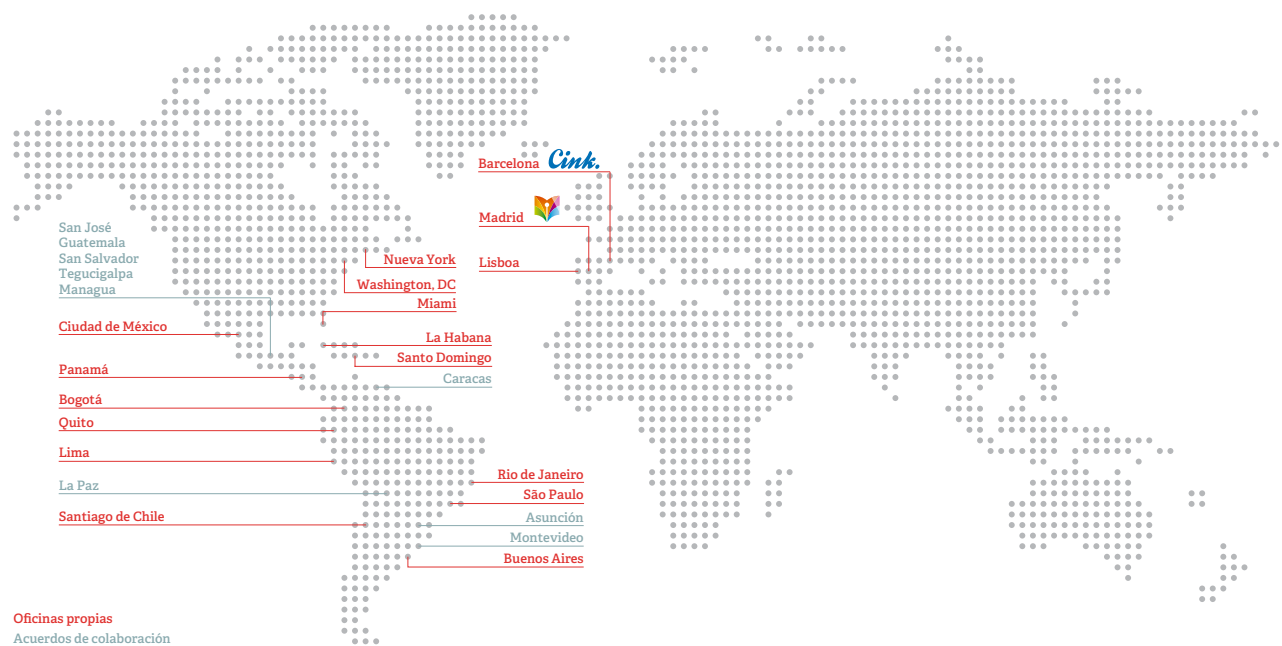 Barcelona Cink.
Madrid
Lisboa
San José
Guatemala
San Salvador
Tegucigalpa
Managua
Nueva York
Washington, DC
Miami
Ciudad de México
La Habana
Santo Domingo
Panamá
Caracas
Bogotá
Quito
Lima
Rio de Janeiro
La Paz
São Paulo
Santiago de Chile
Asunción
Montevideo
Buenos Aires
Oficinas propias
Acuerdos de colaboración